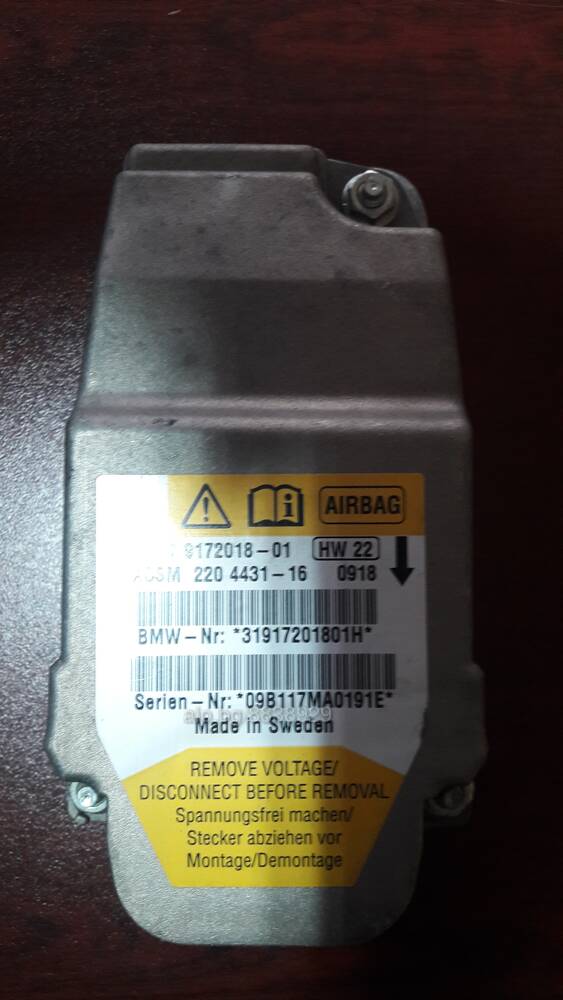 AIRBAG
9172018-01 HW 22
ACSM 220 4431-16 0918
BMW-Nr: *31917201801H*
Serien-Nr: *09B117MA0191E*
Made in Sweden
REMOVE VOLTAGE/
DISCONNECT BEFORE REMOVAL
Spannungsfrei machen/
Stecker abziehen vor
Montage/Demontage